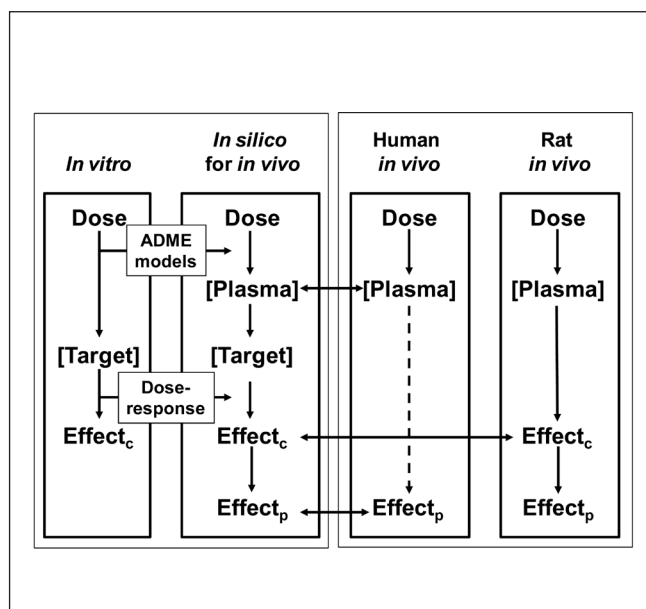 In vitro
Dose
[Target]
Effectc
ADME
models
Dose-
response
In silico
for in vivo
Dose
[Plasma]
[Target]
Effectc
Effectp
Human
in vivo
Dose
[Plasma]
Effectp
Rat
in vivo
Dose
[Plasma]
Effectc
Effectp